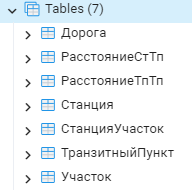 Tables (7)
Дорога
РасстояниеСтТп
РасстояниеТпТп
Станция
СтанцияУчасток
ТранзитныйПункт
Участок